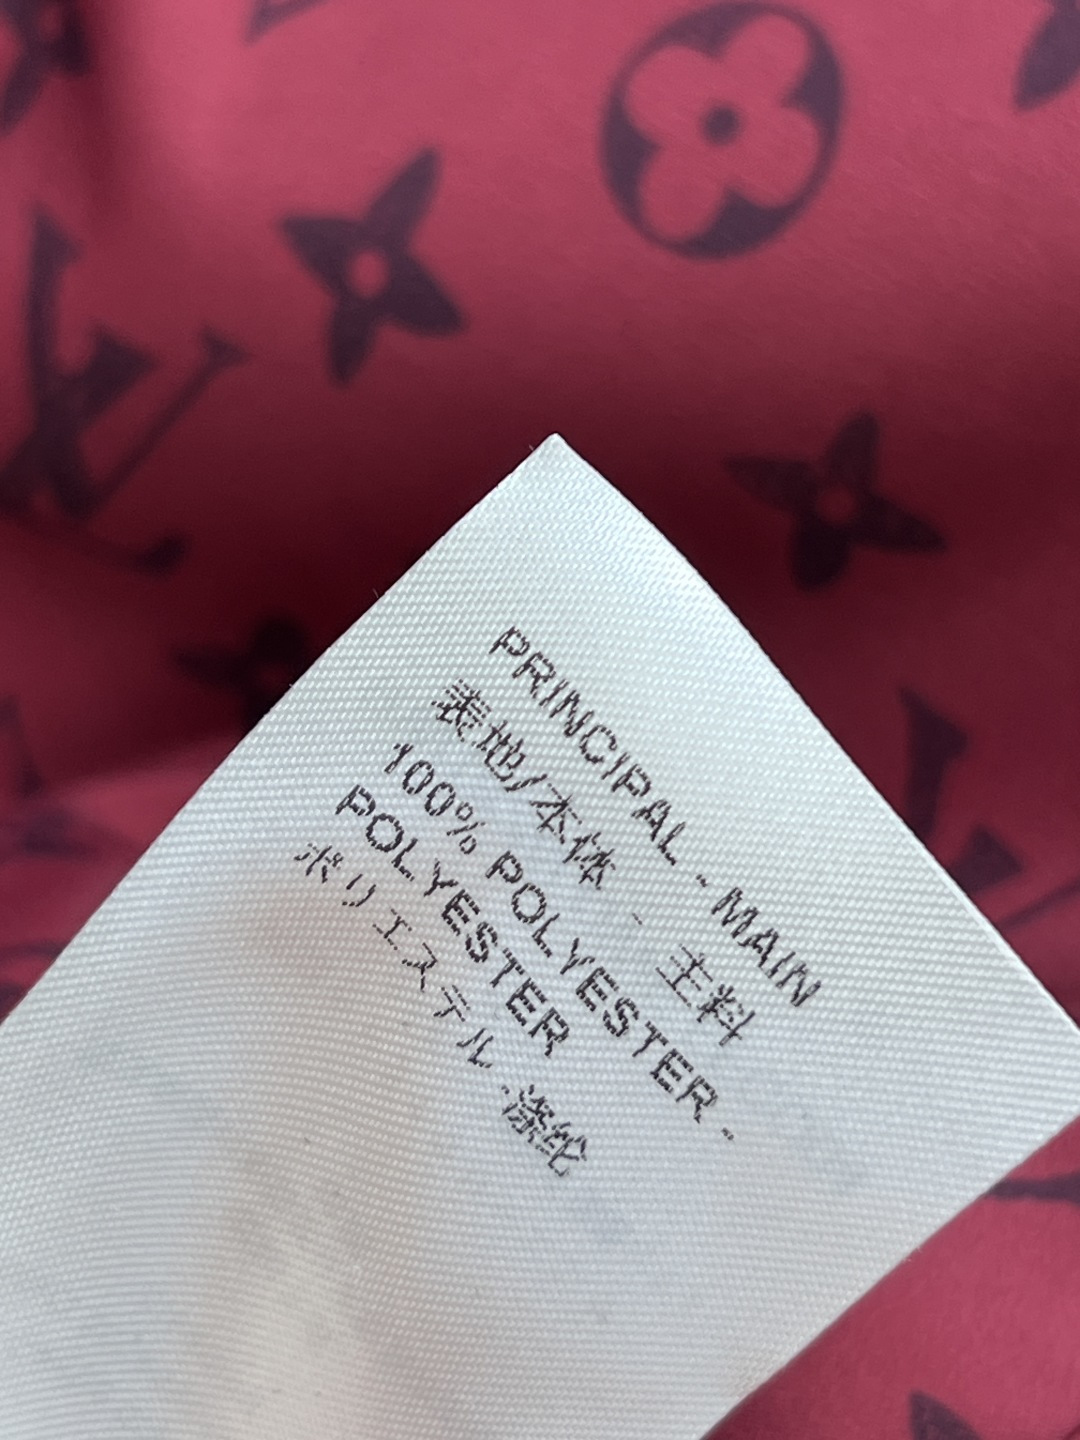 PRINCIPAL - MAIN
表地/本体 - 主料
100% POLYESTER -
POLYESTER
ポリエステル - 涤纶